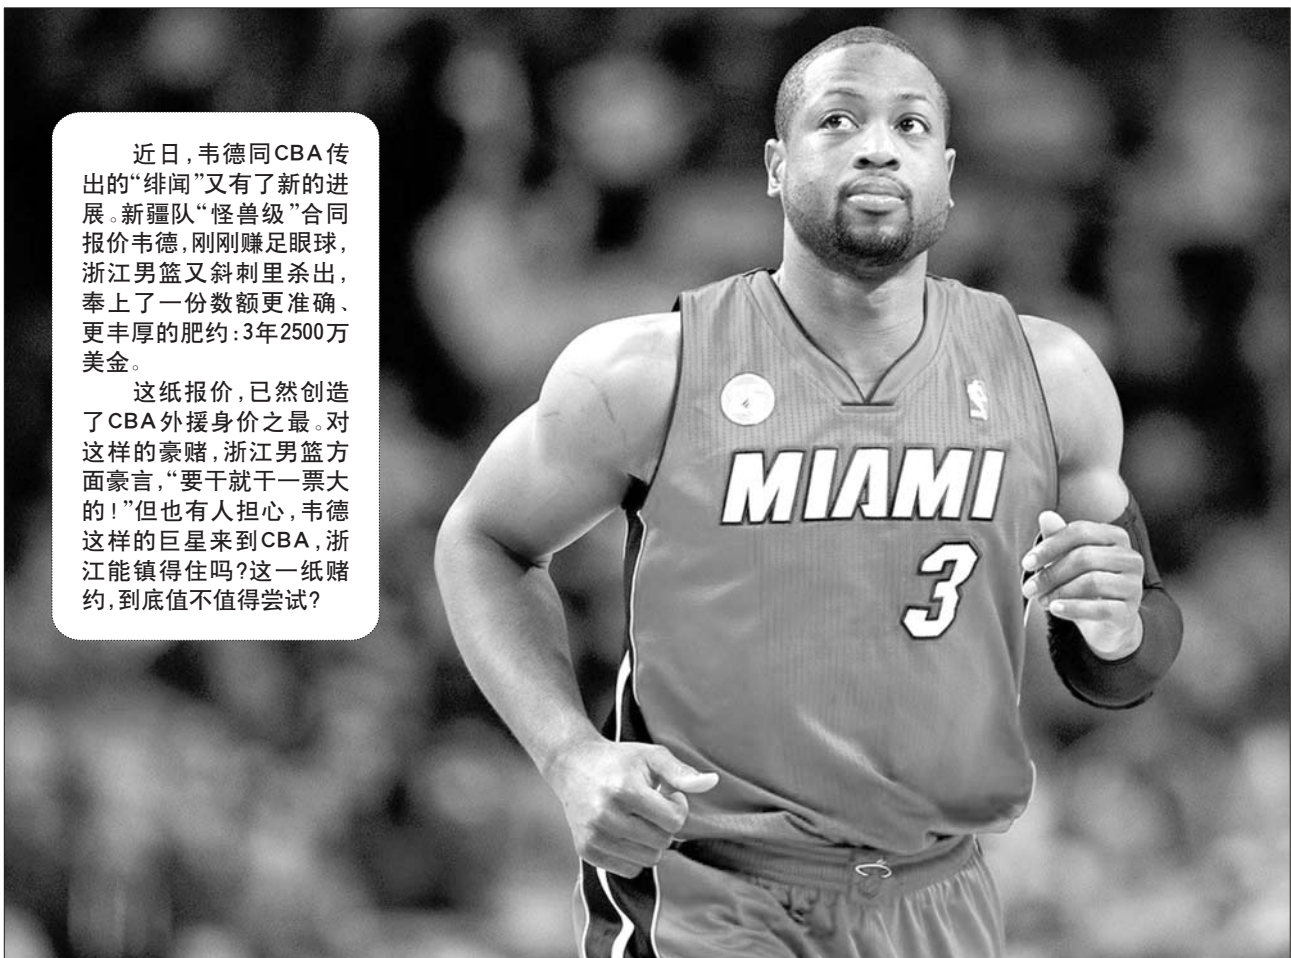 近日，韦德同CBA传
出的“绯闻”又有了新的进
展。新疆队“怪兽级”合同
报价韦德，刚刚赚足眼球，
浙江男篮又斜刺里杀出，
奉上了一份数额更准确、
更丰厚的肥约：3年2500万
美金。
这纸报价，已然创造
了CBA外援身价之最。对
这样的豪赌，浙江男篮方
面豪言，“要干就干一票大
的！”但也有人担心，韦德
这样的巨星来到CBA，浙
江能镇得住吗？这一纸赌
约，到底值不值得尝试？
MIAMI
3